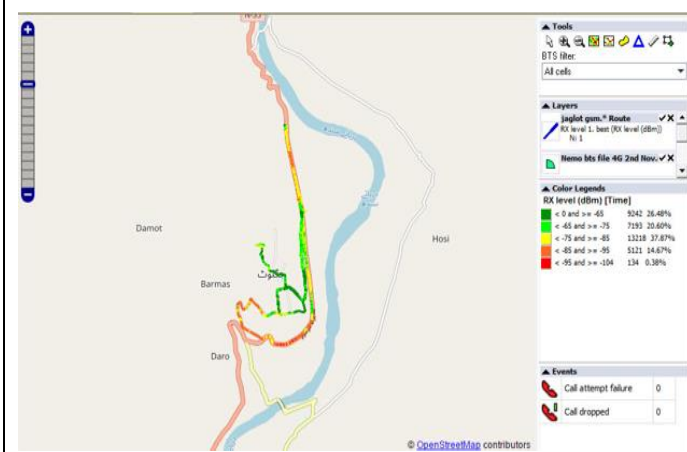 N-35
Damot
Barmas
Daro
Hosi
جگلوٹ
© OpenStreetMap contributors
Tools
BTS filter:
All cells
Layers
jaglot gsm.* Route
RX level 1. best (RX level (dBm))
Ni 1
Nemo bts file 4G 2nd Nov.
Color Legends
RX level (dBm) [Time]
< 0 and >= -65 9242 26.48%
< -65 and >= -75 7193 20.60%
< -75 and >= -85 13218 37.87%
< -85 and >= -95 5121 14.67%
< -95 and >= -104 134 0.38%
Events
Call attempt failure 0
Call dropped 0